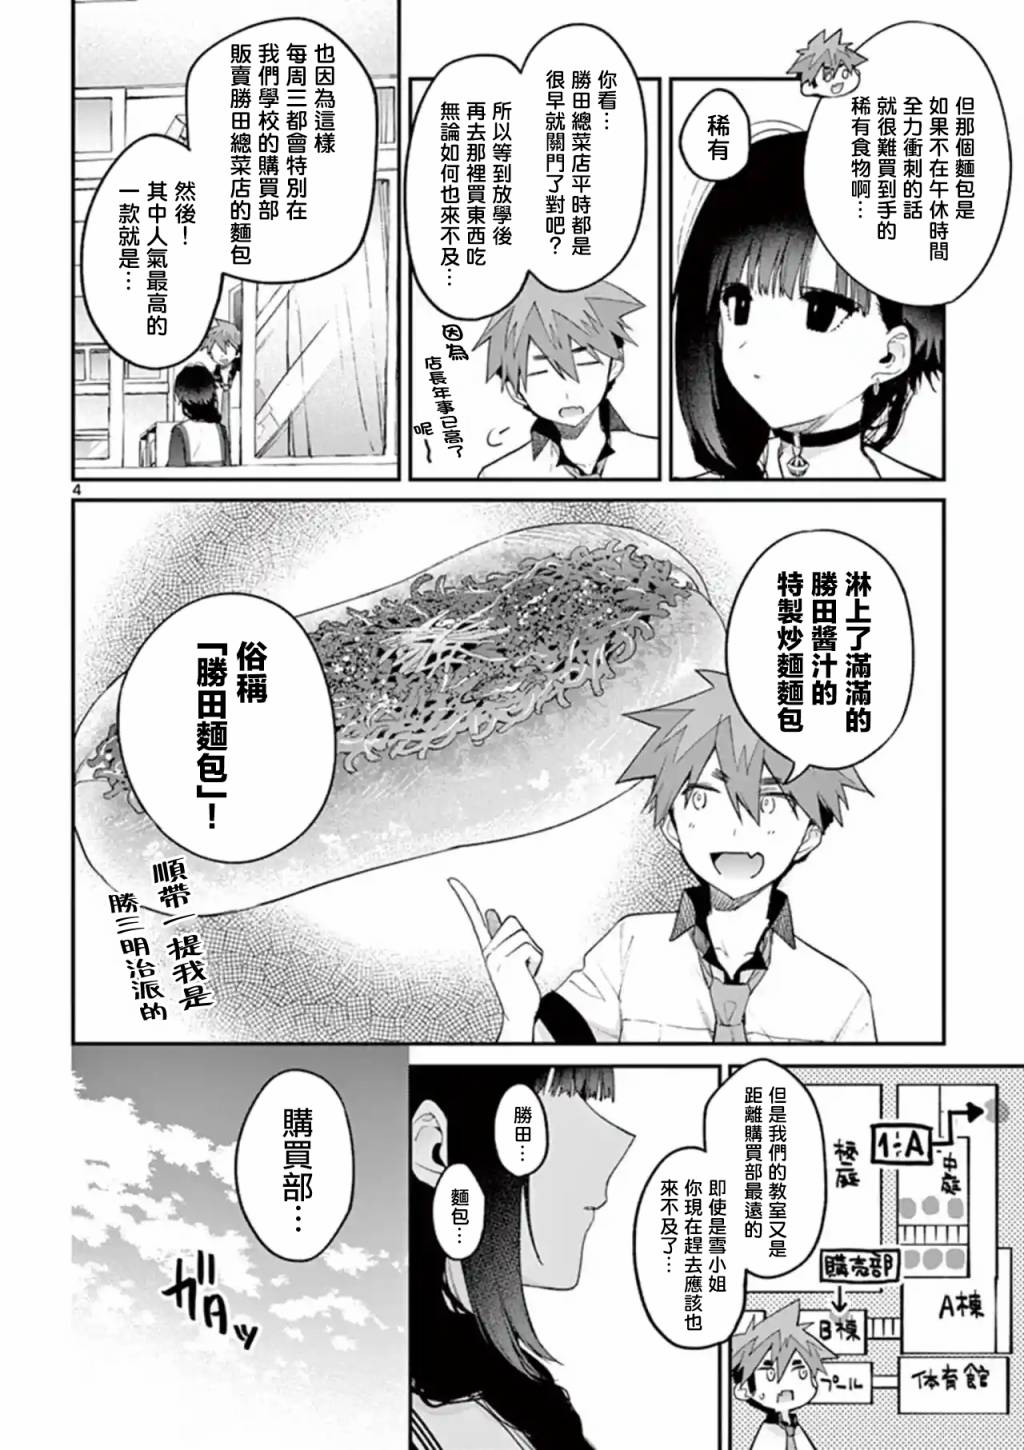 但那個麵包是
如果不在午休時間
全力衝刺的話
就很難買到手的
稀有食物啊…
稀有
你看…
勝田總菜店平時都是
很早就關門了對吧?
所以等到放學後
再去那裡買東西吃
無論如何也來不及…
因為
店長年事已高了
呢~
也因為這樣
每周三都會特別在
我們學校的購買部
販賣勝田總菜店的麵包
然後!
其中人氣最高的
一款就是…
4
淋上了滿滿的
勝田醬汁的
特製炒麵麵包
俗稱
「勝田麵包」!
順帶一提我是
勝三明治派的
但是我們的教室又是
距離購買部最遠的
即使是雪小姐
你現在趕去應該也
來不及了…
1-A
校庭
中庭
購売部
A棟
B棟
プール
体育館
勝田…
麵包…
購買部…
ガタッ